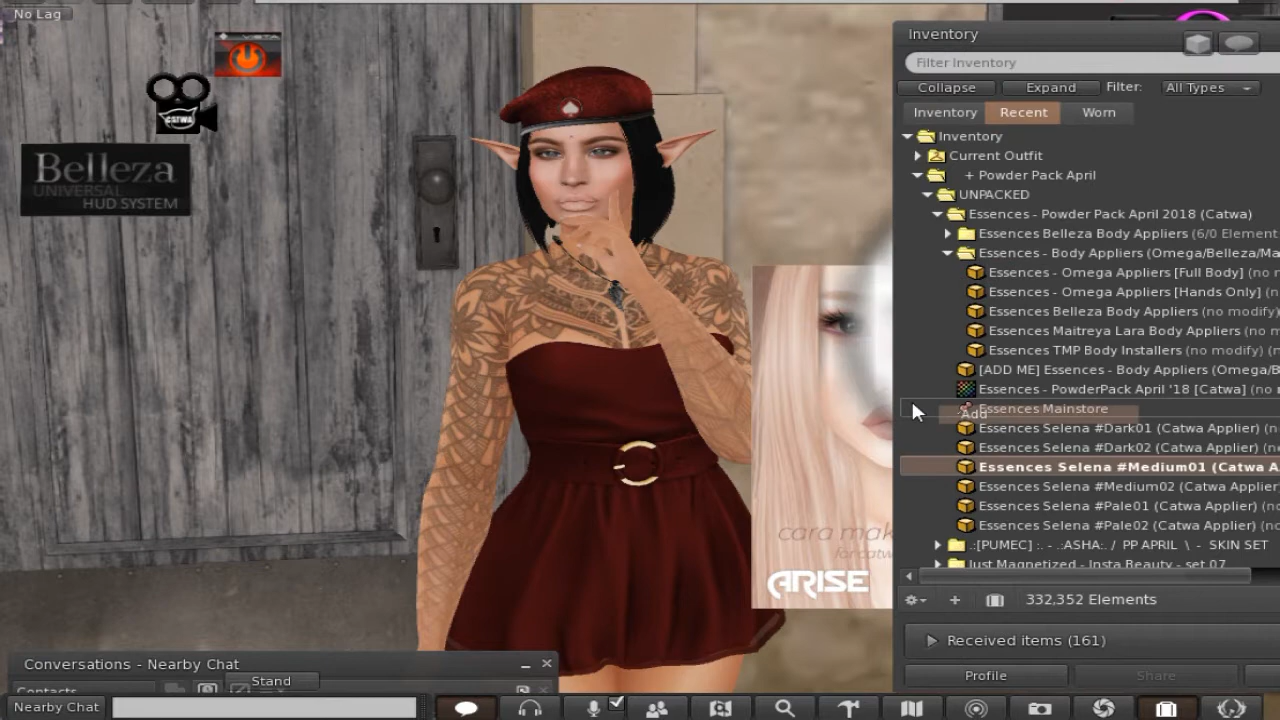 No Lag
VISTA
CATWA
Belleza
UNIVERSAL
HUD SYSTEM
cara mak
for catw
ARISE
Inventory
Filter Inventory
Collapse
Expand
Filter:
All Types
Inventory
Recent
Worn
Inventory
Current Outfit
+ Powder Pack April
UNPACKED
Essences - Powder Pack April 2018 (Catwa)
Essences Belleza Body Appliers (6/0 Element
Essences - Body Appliers (Omega/Belleza/Ma
Essences - Omega Appliers [Full Body] (no m
Essences - Omega Appliers [Hands Only] (n
Essences Belleza Body Appliers (no modify)
Essences Maitreya Lara Body Appliers (no m
Essences TMP Body Installers (no modify) (n
[ADD ME] Essences - Body Appliers (Omega/B
Essences - PowderPack April '18 [Catwa] (no
Essences Mainstore
Add
Essences Selena #Dark01 (Catwa Applier) (n
Essences Selena #Dark02 (Catwa Applier) (n
Essences Selena #Medium01 (Catwa A
Essences Selena #Medium02 (Catwa Applier
Essences Selena #Pale01 (Catwa Applier) (no
Essences Selena #Pale02 (Catwa Applier) (no
.:[PUMEC] :. - .:ASHA:. / PP APRIL \ - SKIN SET
Just Magnetized - Insta Beauty - set 07
332,352 Elements
Received items (161)
Profile
Share
Conversations - Nearby Chat
Contacts
Stand
Nearby Chat